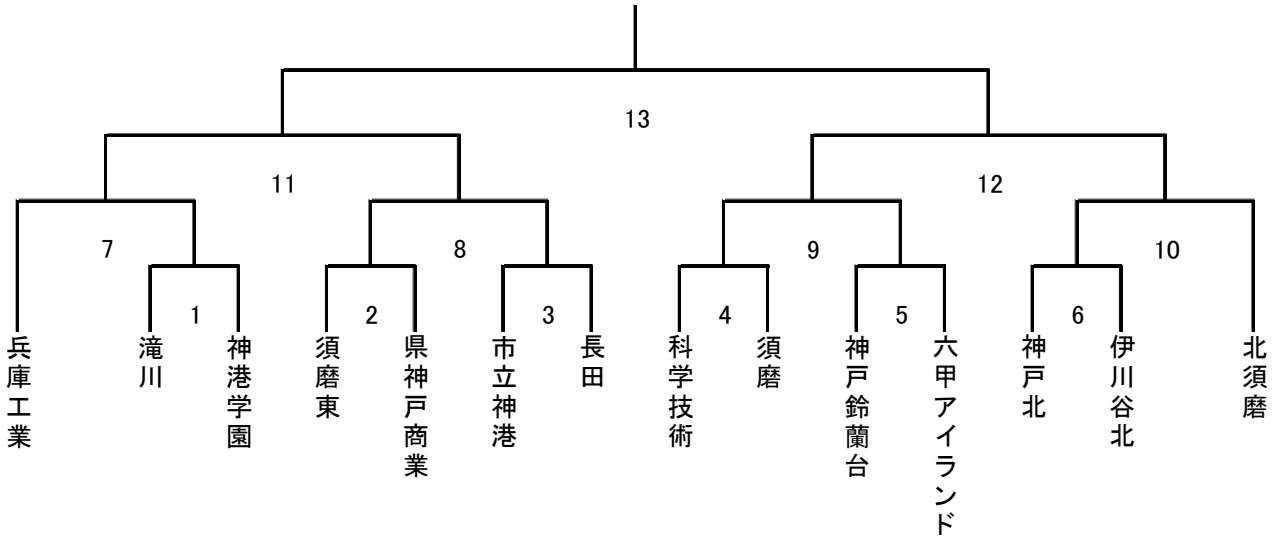 13
11
12
7
8
9
10
1
2
3
4
5
6
兵庫工業
滝川
神港学園
須磨東
県神戸商業
市立神港
長田
科学技術
須磨
神戸鈴蘭台
六甲アイランド
神戸北
伊川谷北
北須磨